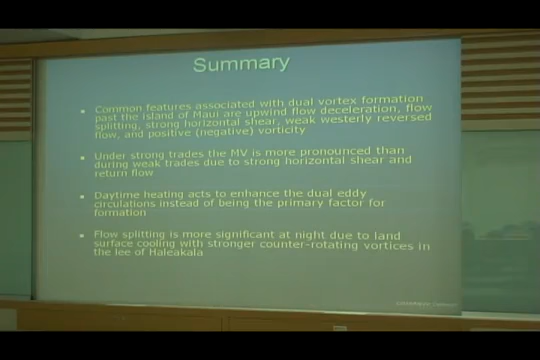 Summary
Common features associated with dual vortex formation
past the island of Maui are upwind flow deceleration, flow
splitting, strong horizontal shear, weak westerly reversed
flow, and positive (negative) vorticity
Under strong trades the MV is more pronounced than
during weak trades due to strong horizontal shear and
return flow
Daytime heating acts to enhance the dual eddy
circulations instead of being the primary factor for
formation
Flow splitting is more significant at night due to land
surface cooling with stronger counter-rotating vortices in
the lee of Haleakala